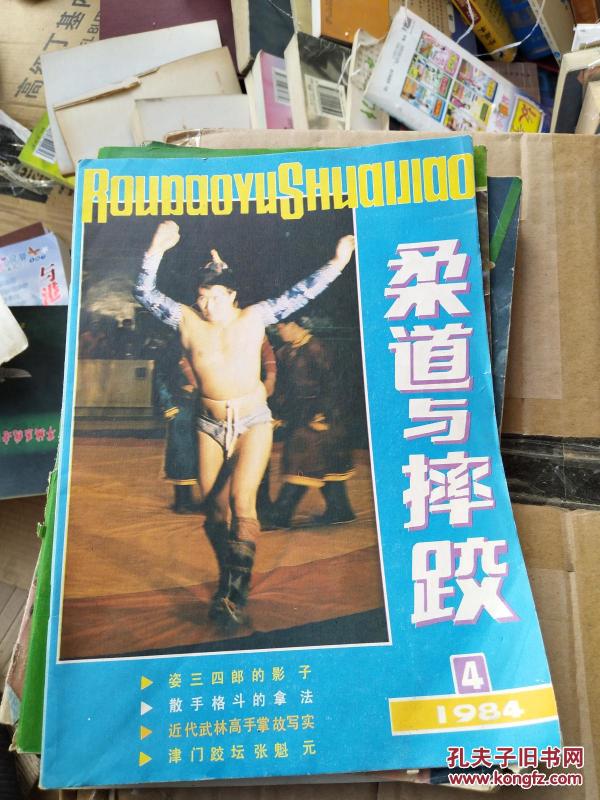 RouDaoYuShuaiJiao
柔道与摔跤
4
1984
姿三四郎的影子
散手格斗的拿法
近代武林高手掌故写实
津门跤坛张魁元
孔夫子旧书网
www.kongfz.com